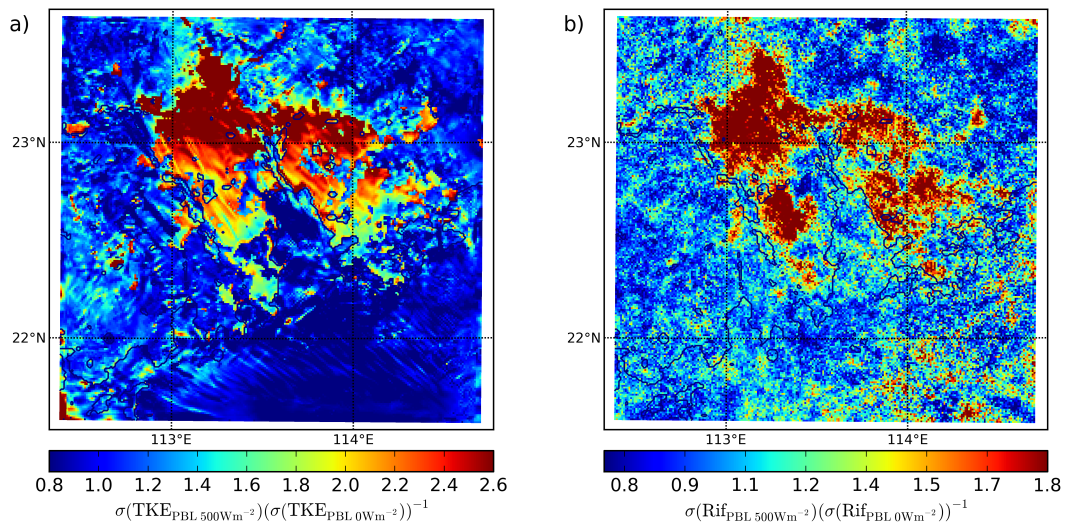 a)
23°N
22°N
113°E
114°E
0.8 1.0 1.2 1.4 1.6 1.8 2.0 2.2 2.4 2.6
σ(TKE_PBL 500Wm⁻²)(σ(TKE_PBL 0Wm⁻²))⁻¹
b)
23°N
22°N
113°E
114°E
0.8 0.9 1.0 1.1 1.2 1.3 1.4 1.5 1.6 1.7 1.8
σ(Rif_PBL 500Wm⁻²)(σ(Rif_PBL 0Wm⁻²))⁻¹